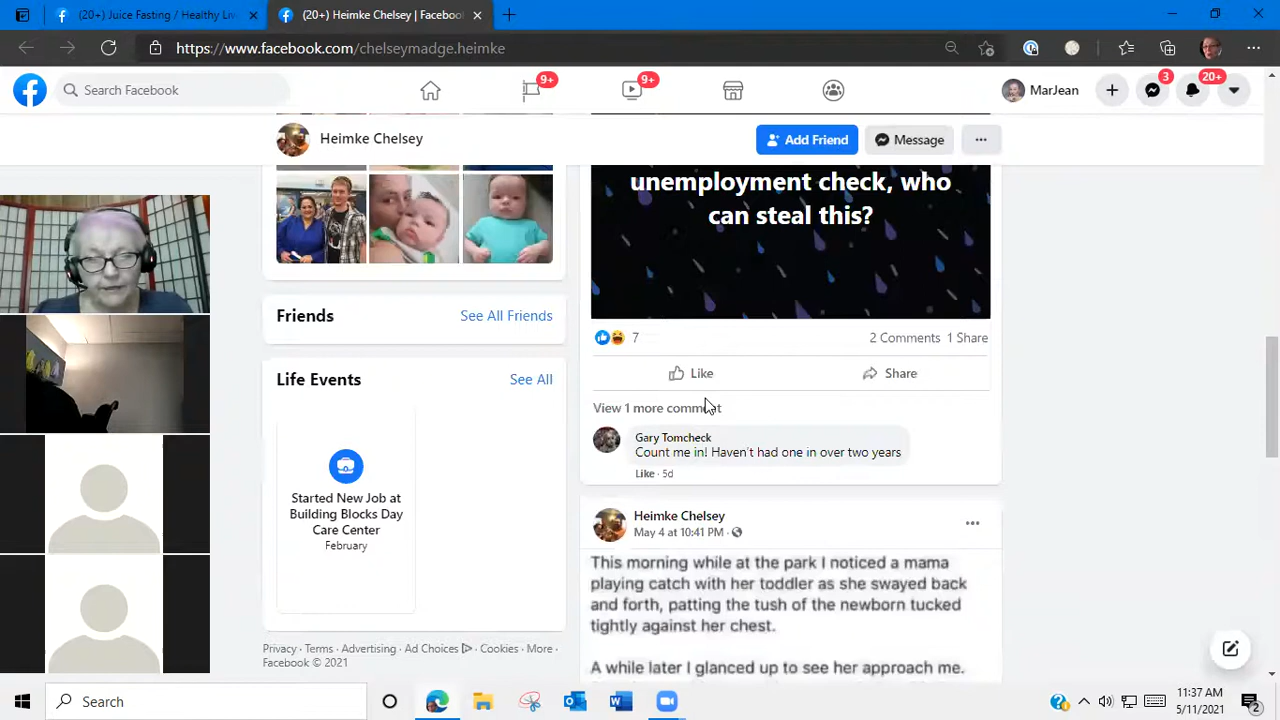 (20+) Juice Fasting / Healthy Liv
(20+) Heimke Chelsey | Facebook
https://www.facebook.com/chelseymadge.heimke
Search Facebook
9+
9+
MarJean
3
20+
Heimke Chelsey
Add Friend
Message
unemployment check, who
can steal this?
7
2 Comments 1 Share
Like
Share
View 1 more comment
Gary Tomcheck
Count me in! Haven't had one in over two years
Like · 5d
Friends
See All Friends
Life Events
See All
Started New Job at
Building Blocks Day
Care Center
February
Privacy · Terms · Advertising · Ad Choices · Cookies · More ·
Facebook © 2021
Heimke Chelsey
May 4 at 10:41 PM ·
This morning while at the park I noticed a mama
playing catch with her toddler as she swayed back
and forth, patting the tush of the newborn tucked
tightly against her chest.
A while later I glanced up to see her approach me.
Search
11:37 AM
5/11/2021
2